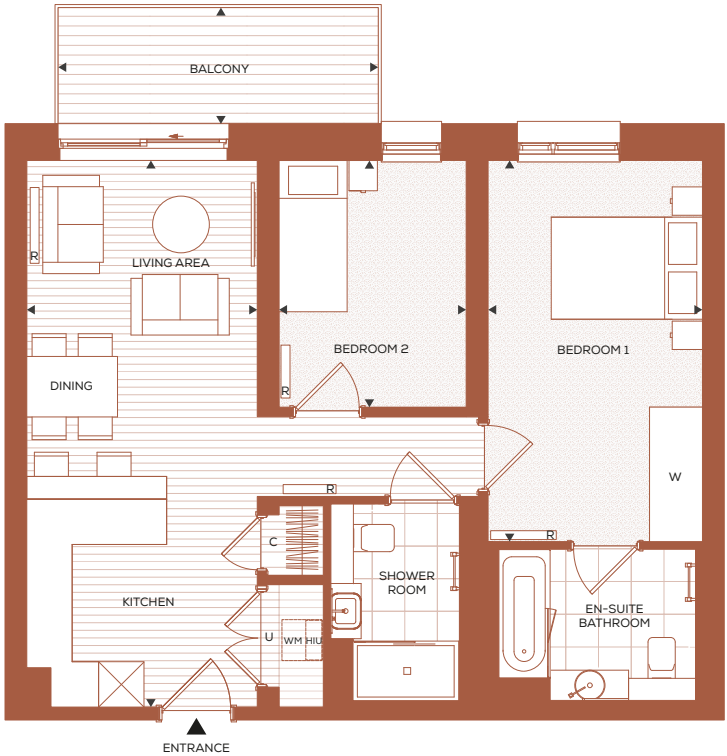 BALCONY
LIVING AREA
R
BEDROOM 2
BEDROOM 1
DINING
R
W
R
R
C
SHOWER
ROOM
KITCHEN
EN-SUITE
BATHROOM
U
WM HIU
ENTRANCE